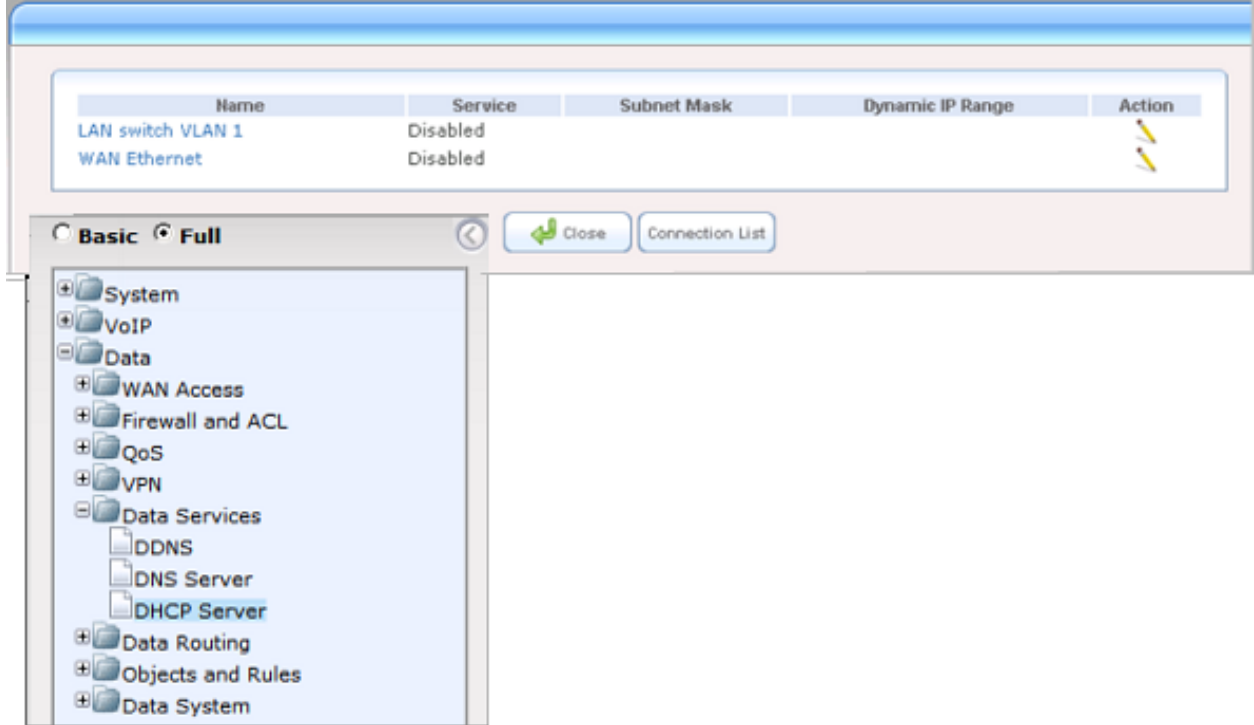 Name Service Subnet Mask Dynamic IP Range Action
LAN switch VLAN 1 Disabled
WAN Ethernet Disabled
Basic Full
Close Connection List
System
VoIP
Data
WAN Access
Firewall and ACL
QoS
VPN
Data Services
DDNS
DNS Server
DHCP Server
Data Routing
Objects and Rules
Data System